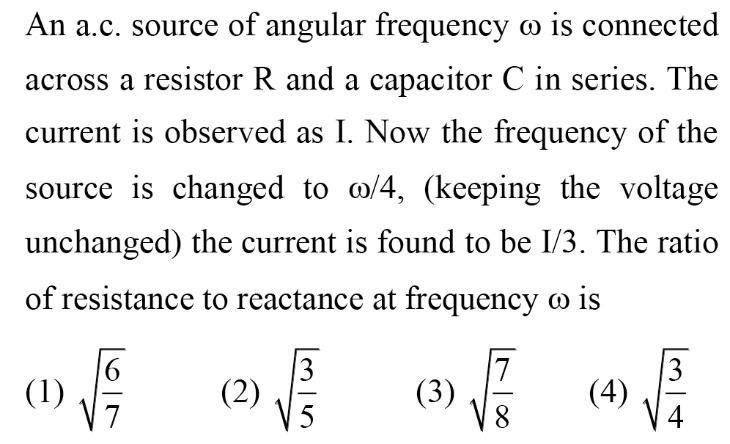 An a.c. source of angular frequency ω is connected
across a resistor R and a capacitor C in series. The
current is observed as I. Now the frequency of the
source is changed to ω/4, (keeping the voltage
unchanged) the current is found to be I/3. The ratio
of resistance to reactance at frequency ω is
(1) √(6/7) (2) √(3/5) (3) √(7/8) (4) √(3/4)